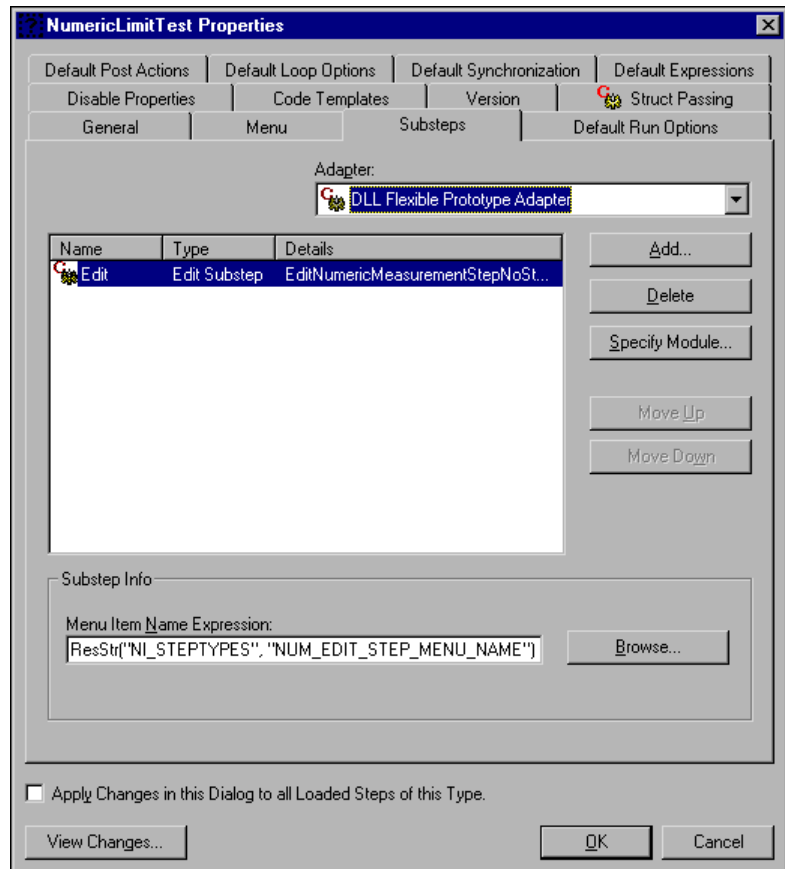 NumericLimitTest Properties
Default Post Actions Default Loop Options Default Synchronization Default Expressions
Disable Properties Code Templates Version Struct Passing
General Menu Substeps Default Run Options
Adapter:
DLL Flexible Prototype Adapter
Name Type Details
Edit Edit Substep EditNumericMeasurementStepNoSt...
Add...
Delete
Specify Module...
Move Up
Move Down
Substep Info
Menu Item Name Expression:
ResStr("NI_STEPTYPES", "NUM_EDIT_STEP_MENU_NAME")
Browse...
Apply Changes in this Dialog to all Loaded Steps of this Type.
View Changes... OK Cancel